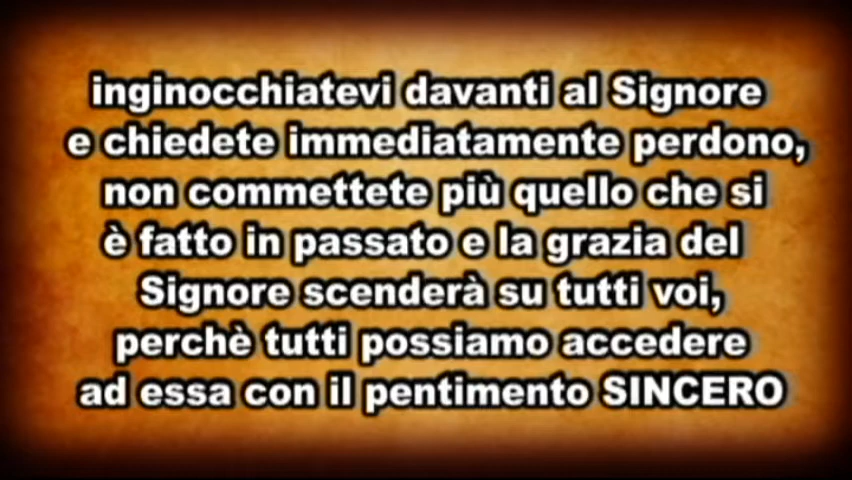 inginocchiatevi davanti al Signore
e chiedete immediatamente perdono,
non commettete più quello che si
è fatto in passato e la grazia del
Signore scenderà su tutti voi,
perchè tutti possiamo accedere
ad essa con il pentimento SINCERO